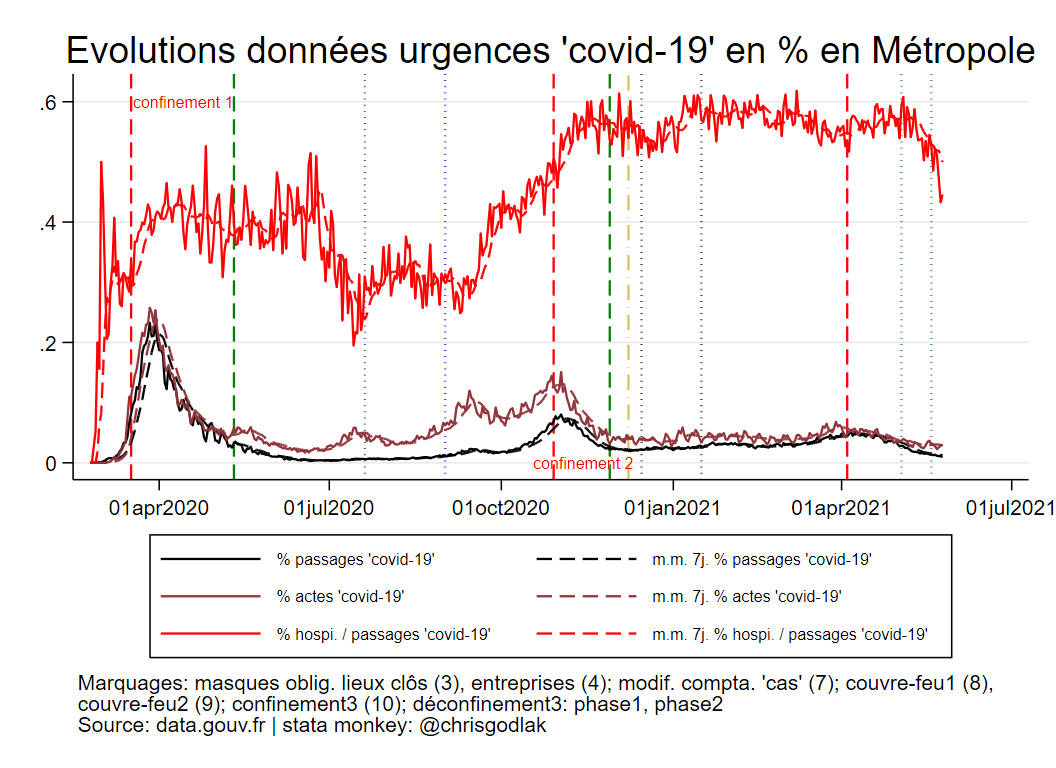 Evolutions données urgences 'covid-19' en % en Métropole
confinement 1
.6
.4
.2
0
confinement 2
01apr2020 01jul2020 01oct2020 01jan2021 01apr2021 01jul2021
% passages 'covid-19' m.m. 7j. % passages 'covid-19'
% actes 'covid-19' m.m. 7j. % actes 'covid-19'
% hospi. / passages 'covid-19' m.m. 7j. % hospi. / passages 'covid-19'
Marquages: masques oblig. lieux clôs (3), entreprises (4); modif. compta. 'cas' (7); couvre-feu1 (8),
couvre-feu2 (9); confinement3 (10); déconfinement3: phase1, phase2
Source: data.gouv.fr | stata monkey: @chrisgodlak